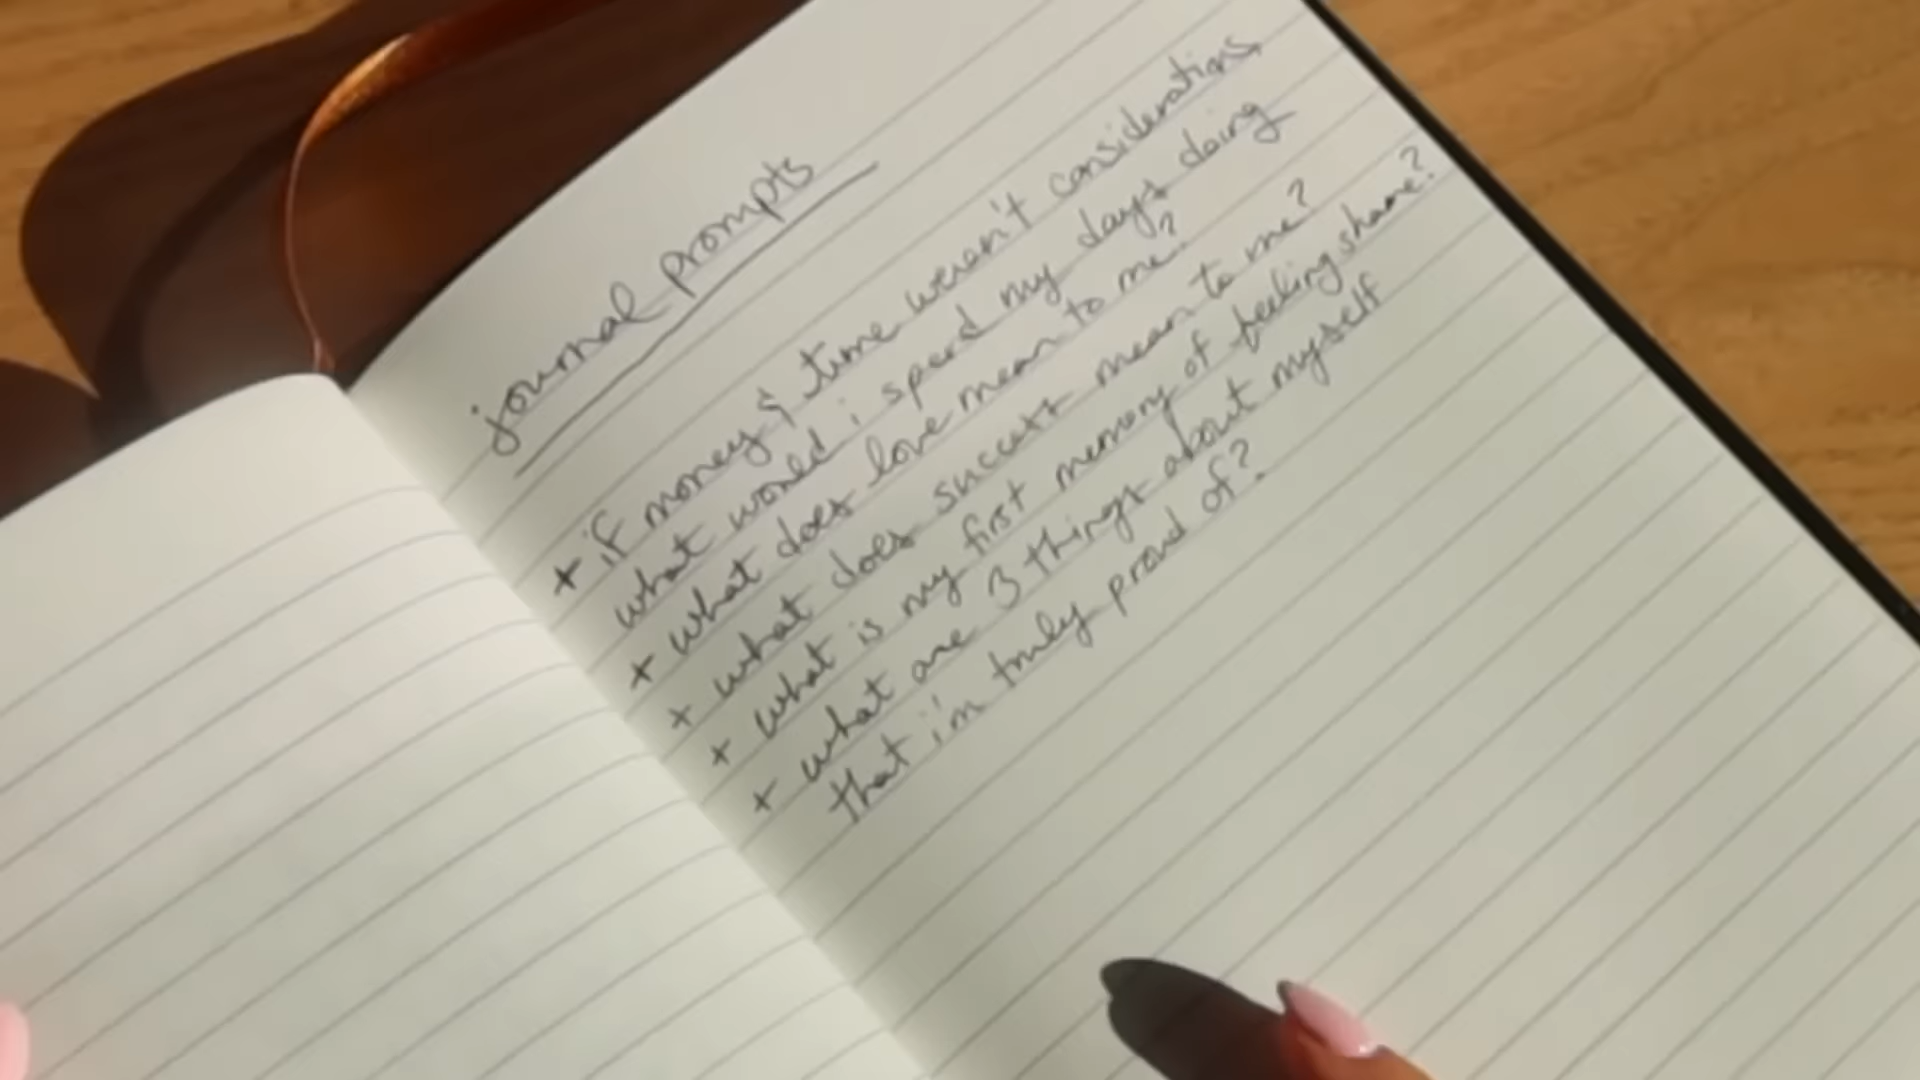 journal prompts
+ if money & time weren't considerations,
what would i spend my days doing
+ what does love mean to me?
+ what does success mean to me?
+ what is my first memory of feeling shame?
+ what are 3 things about myself
that i'm truly proud of?